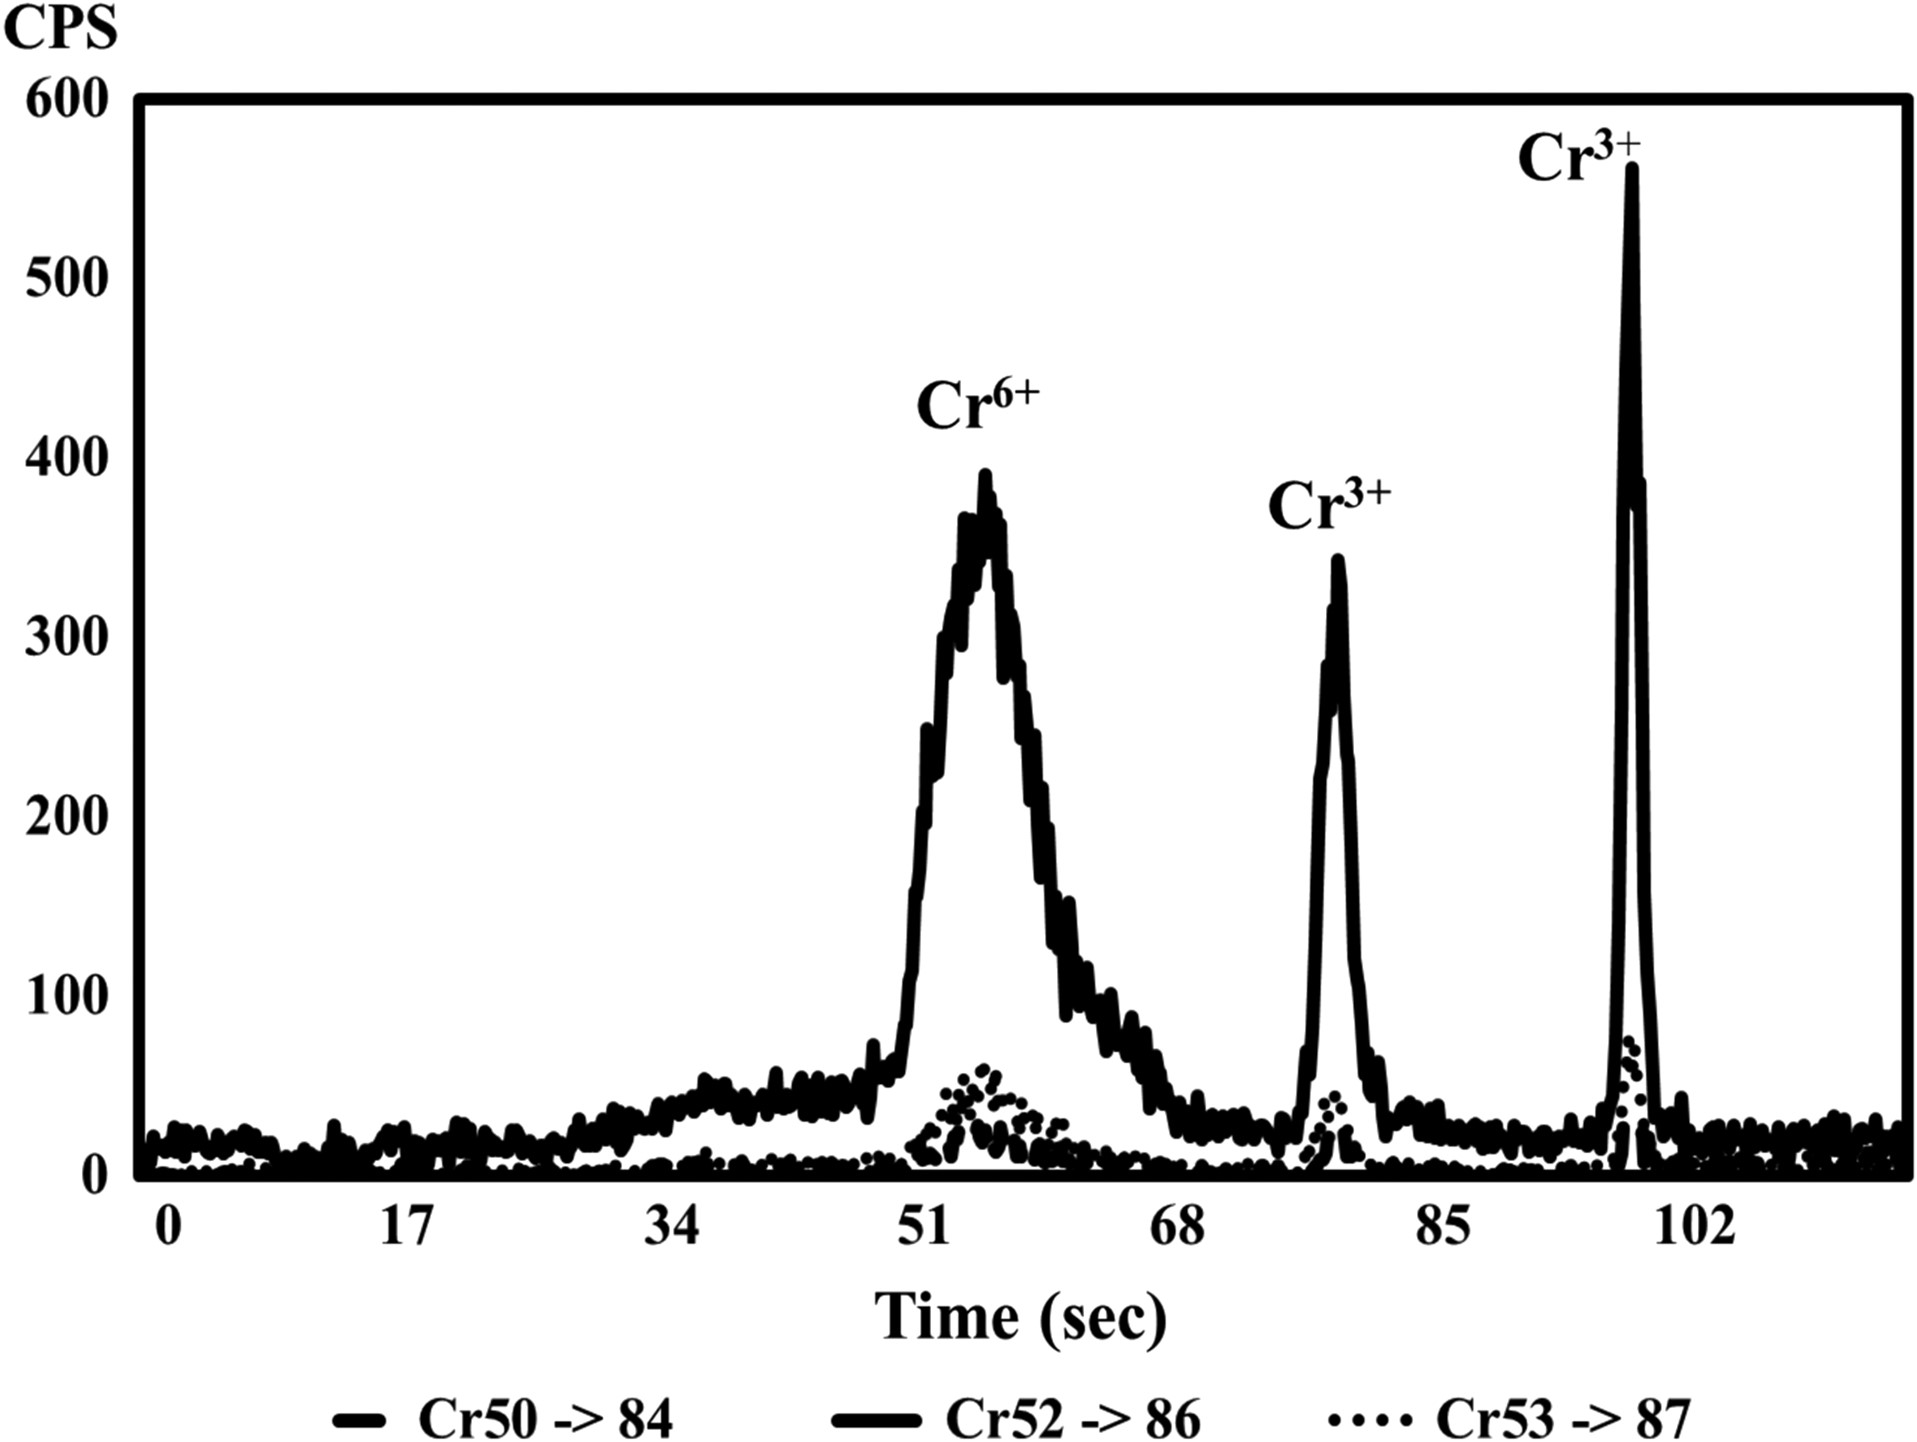 CPS
600
Cr³⁺
500
Cr⁶⁺
400
Cr³⁺
300
200
100
0
0 17 34 51 68 85 102
Time (sec)
Cr50 -> 84 Cr52 -> 86 Cr53 -> 87